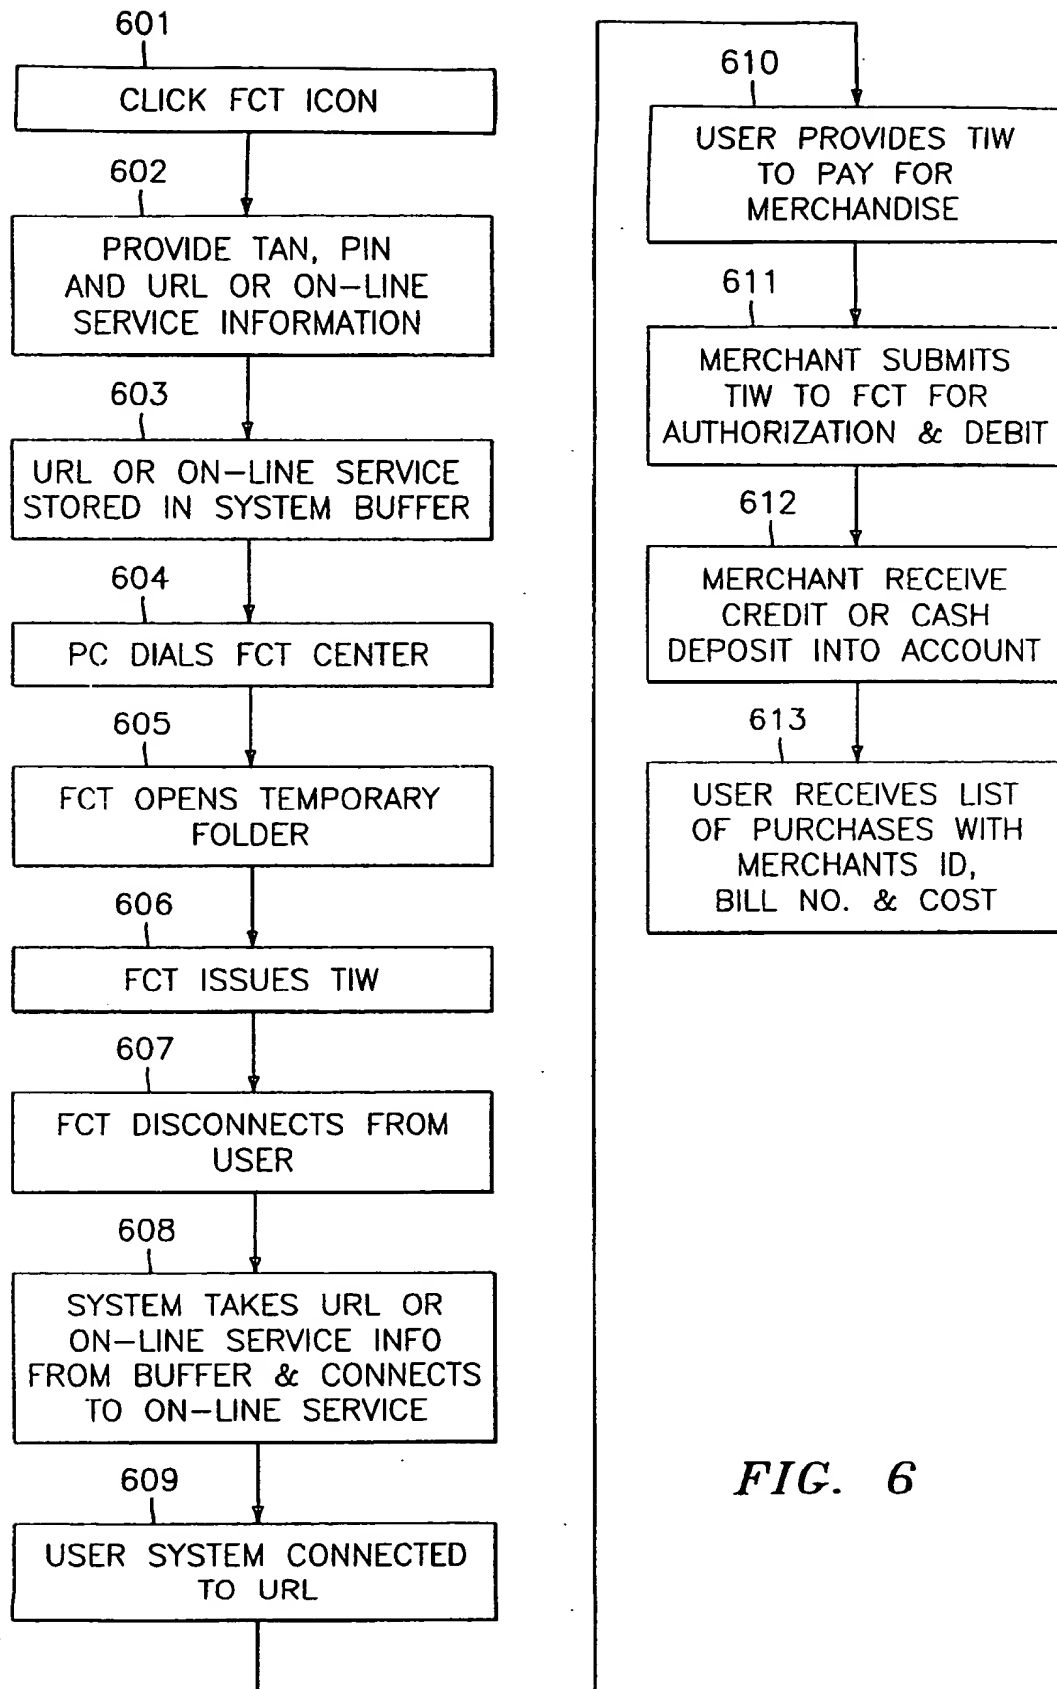 601
CLICK FCT ICON
602
PROVIDE TAN, PIN
AND URL OR ON-LINE
SERVICE INFORMATION
603
URL OR ON-LINE SERVICE
STORED IN SYSTEM BUFFER
604
PC DIALS FCT CENTER
605
FCT OPENS TEMPORARY
FOLDER
606
FCT ISSUES TIW
607
FCT DISCONNECTS FROM
USER
608
SYSTEM TAKES URL OR
ON-LINE SERVICE INFO
FROM BUFFER & CONNECTS
TO ON-LINE SERVICE
609
USER SYSTEM CONNECTED
TO URL
610
USER PROVIDES TIW
TO PAY FOR
MERCHANDISE
611
MERCHANT SUBMITS
TIW TO FCT FOR
AUTHORIZATION & DEBIT
612
MERCHANT RECEIVE
CREDIT OR CASH
DEPOSIT INTO ACCOUNT
613
USER RECEIVES LIST
OF PURCHASES WITH
MERCHANTS ID,
BILL NO. & COST
FIG. 6